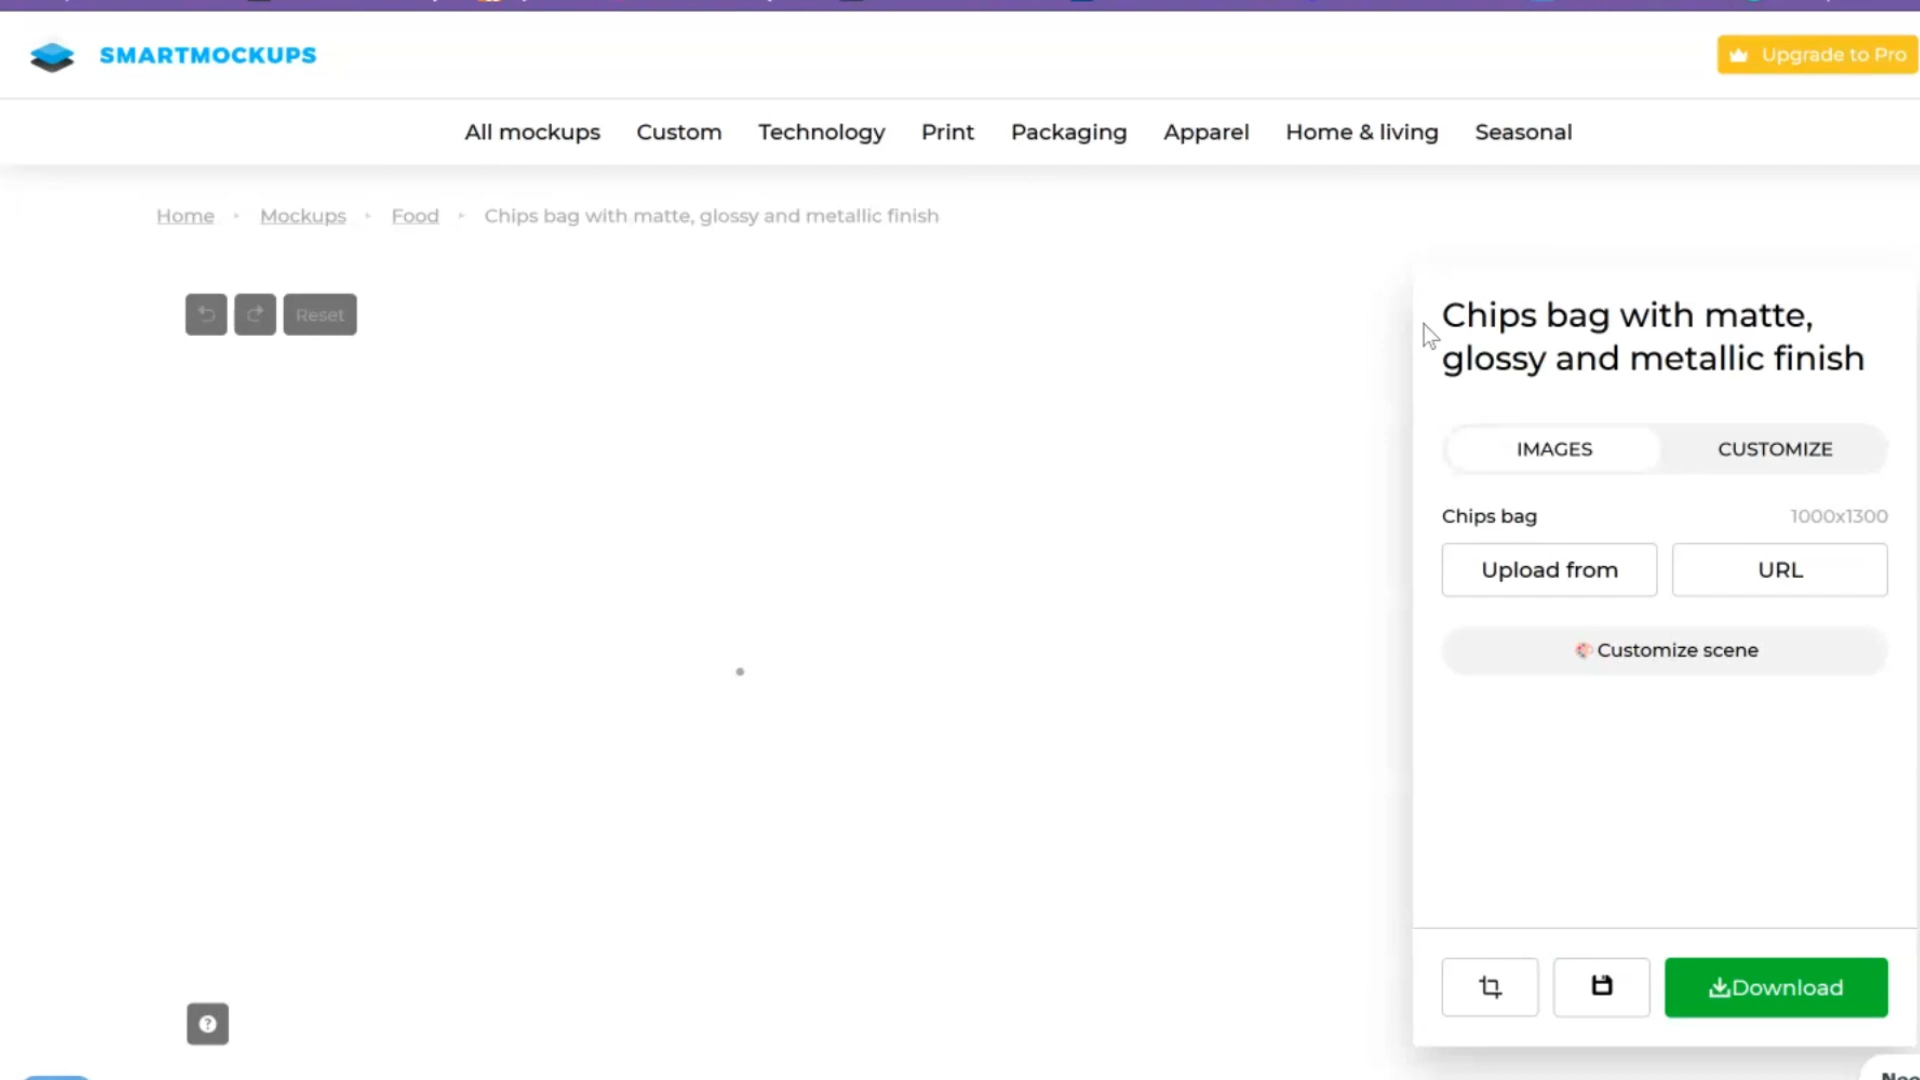 SMARTMOCKUPS
Upgrade to Pro
All mockups Custom Technology Print Packaging Apparel Home & living Seasonal
Home Mockups Food Chips bag with matte, glossy and metallic finish
Reset
Chips bag with matte,
glossy and metallic finish
IMAGES CUSTOMIZE
Chips bag 1000x1300
Upload from URL
Customize scene
Download
?